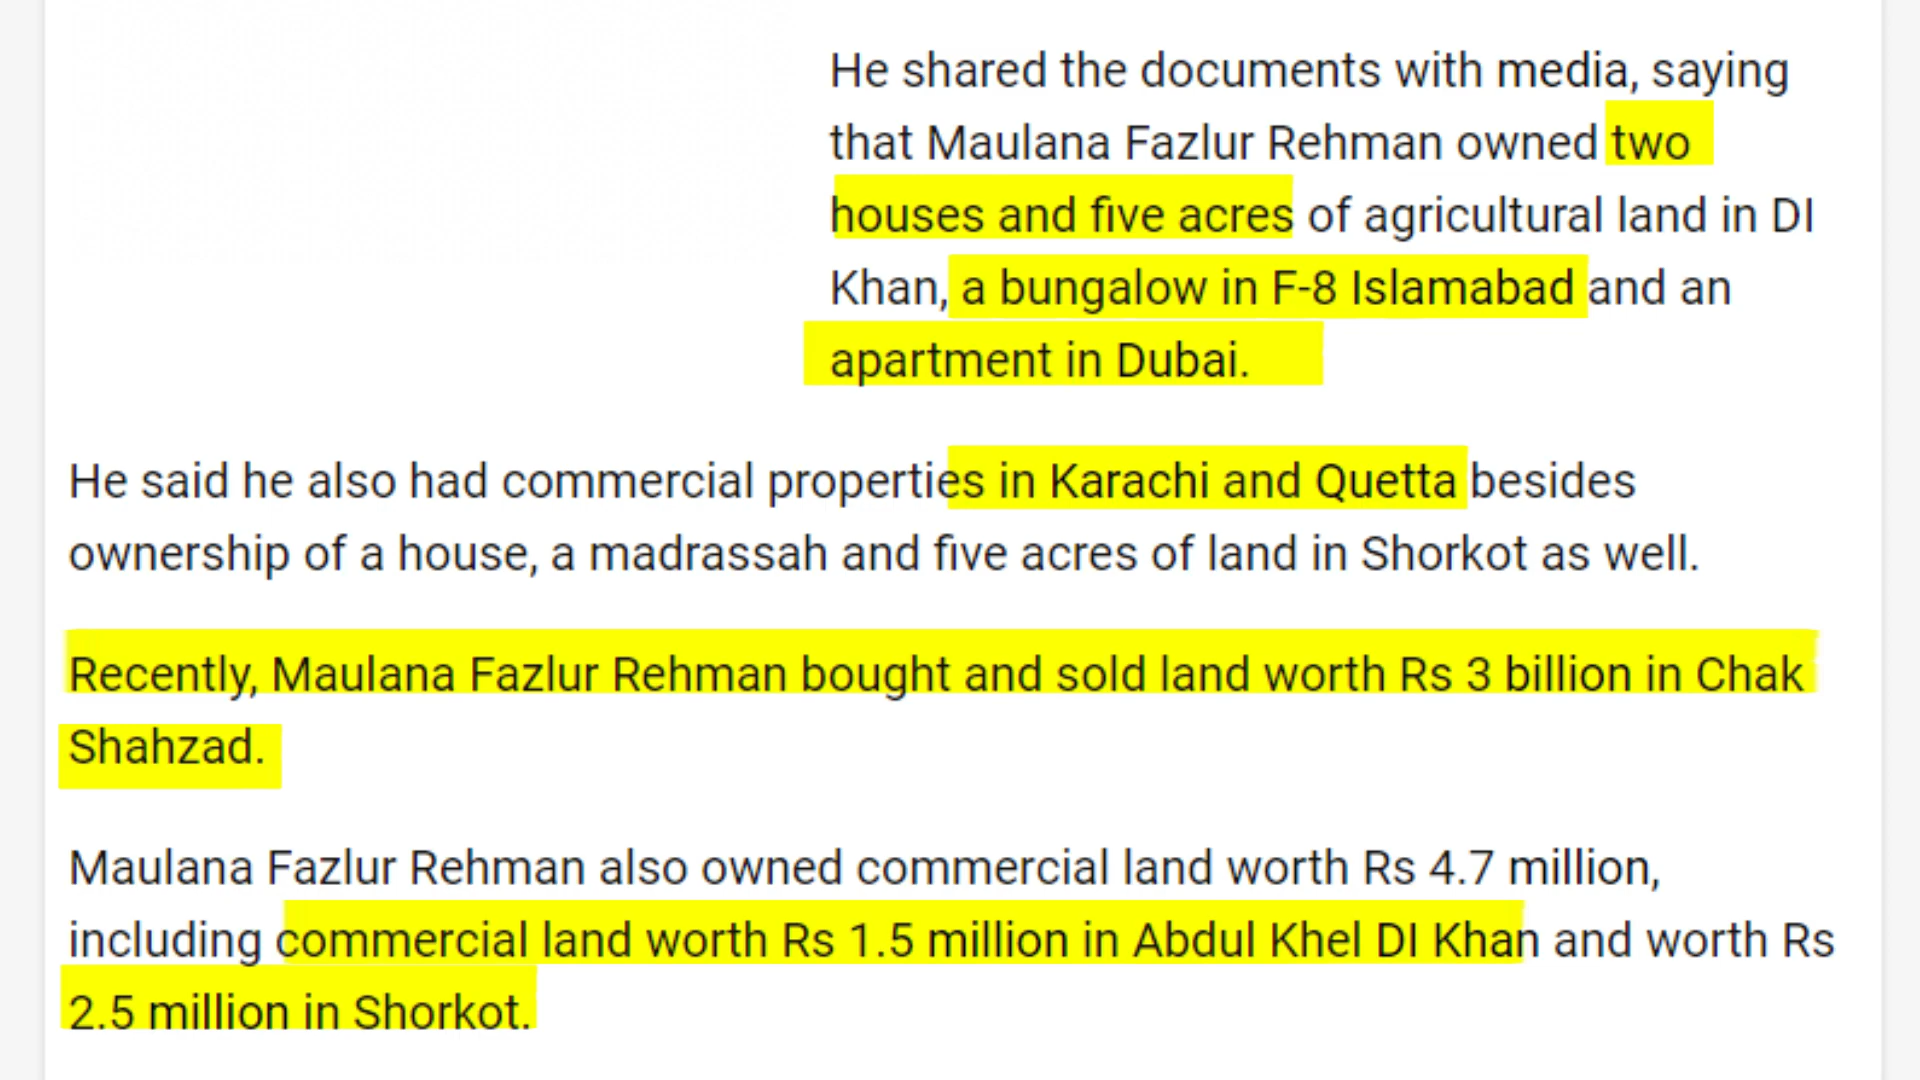 He shared the documents with media, saying
that Maulana Fazlur Rehman owned two
houses and five acres of agricultural land in DI
Khan, a bungalow in F-8 Islamabad and an
apartment in Dubai.
He said he also had commercial properties in Karachi and Quetta besides
ownership of a house, a madrassah and five acres of land in Shorkot as well.
Recently, Maulana Fazlur Rehman bought and sold land worth Rs 3 billion in Chak
Shahzad.
Maulana Fazlur Rehman also owned commercial land worth Rs 4.7 million,
including commercial land worth Rs 1.5 million in Abdul Khel DI Khan and worth Rs
2.5 million in Shorkot.